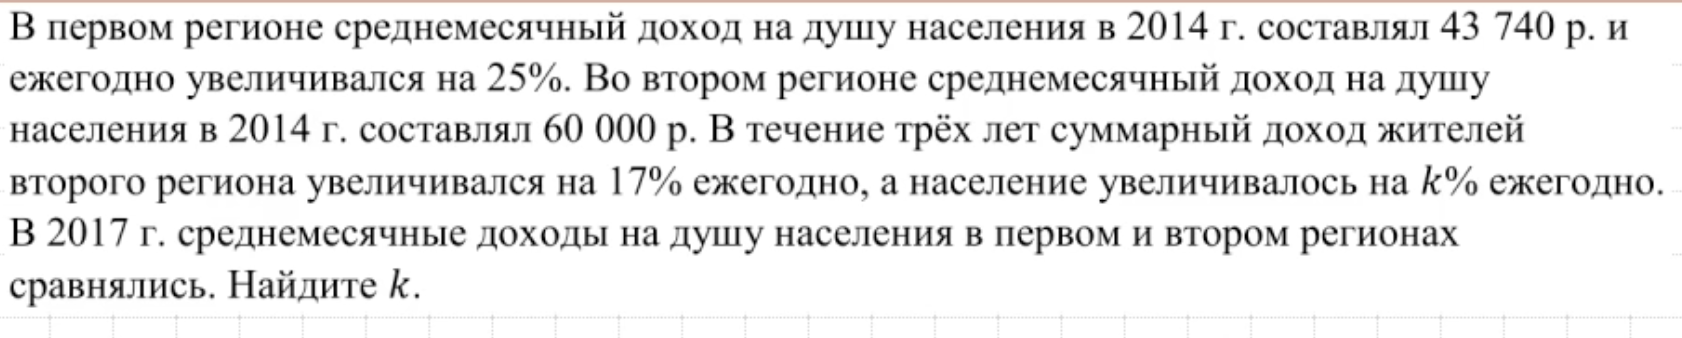 В первом регионе среднемесячный доход на душу населения в 2014 г. составлял 43 740 р. и
ежегодно увеличивался на 25%. Во втором регионе среднемесячный доход на душу
населения в 2014 г. составлял 60 000 р. В течение трёх лет суммарный доход жителей
второго региона увеличивался на 17% ежегодно, а население увеличивалось на k% ежегодно.
В 2017 г. среднемесячные доходы на душу населения в первом и втором регионах
сравнялись. Найдите k.